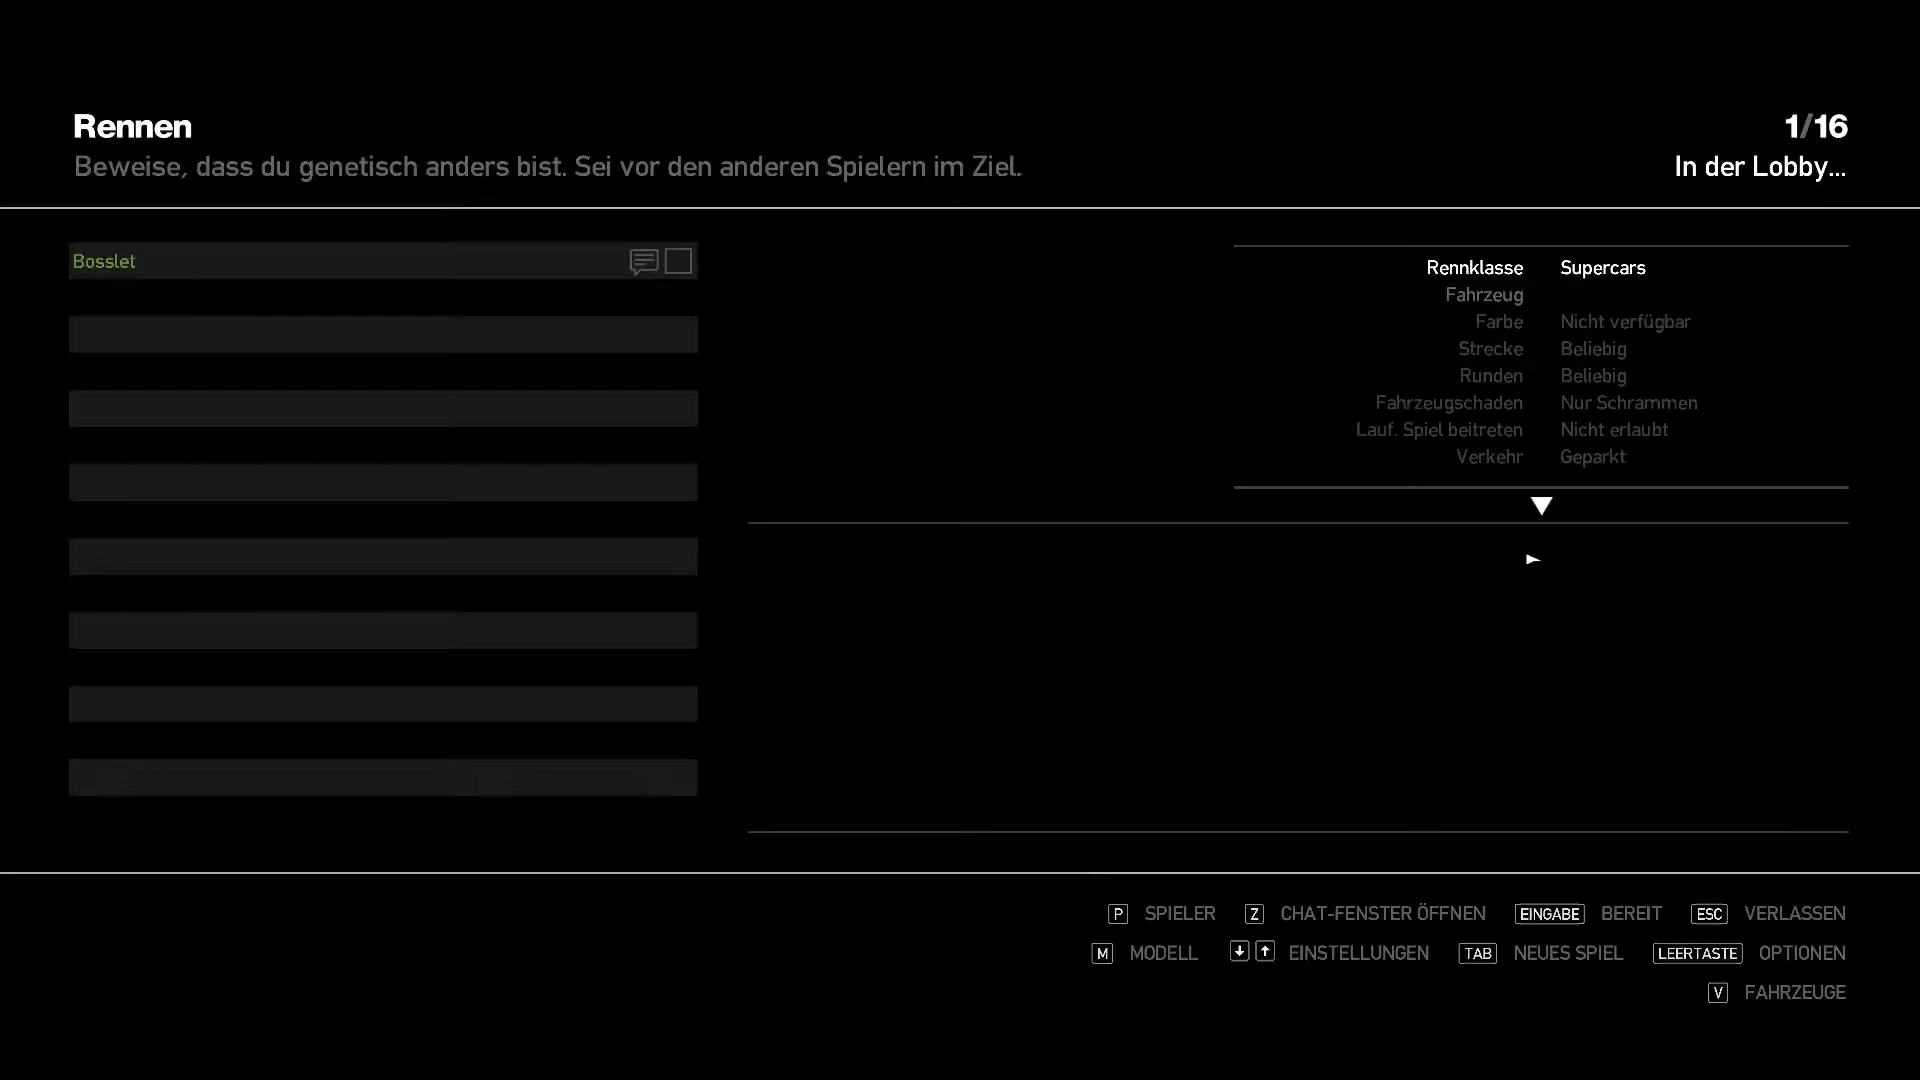 Rennen
1/16
Beweise, dass du genetisch anders bist. Sei vor den anderen Spielern im Ziel.
In der Lobby...
Bosslet
Rennklasse Supercars
Fahrzeug
Farbe Nicht verfügbar
Strecke Beliebig
Runden Beliebig
Fahrzeugschaden Nur Schrammen
Lauf. Spiel beitreten Nicht erlaubt
Verkehr Geparkt
P SPIELER Z CHAT-FENSTER ÖFFNEN EINGABE BEREIT ESC VERLASSEN
M MODELL ↓ ↑ EINSTELLUNGEN TAB NEUES SPIEL LEERTASTE OPTIONEN
V FAHRZEUGE